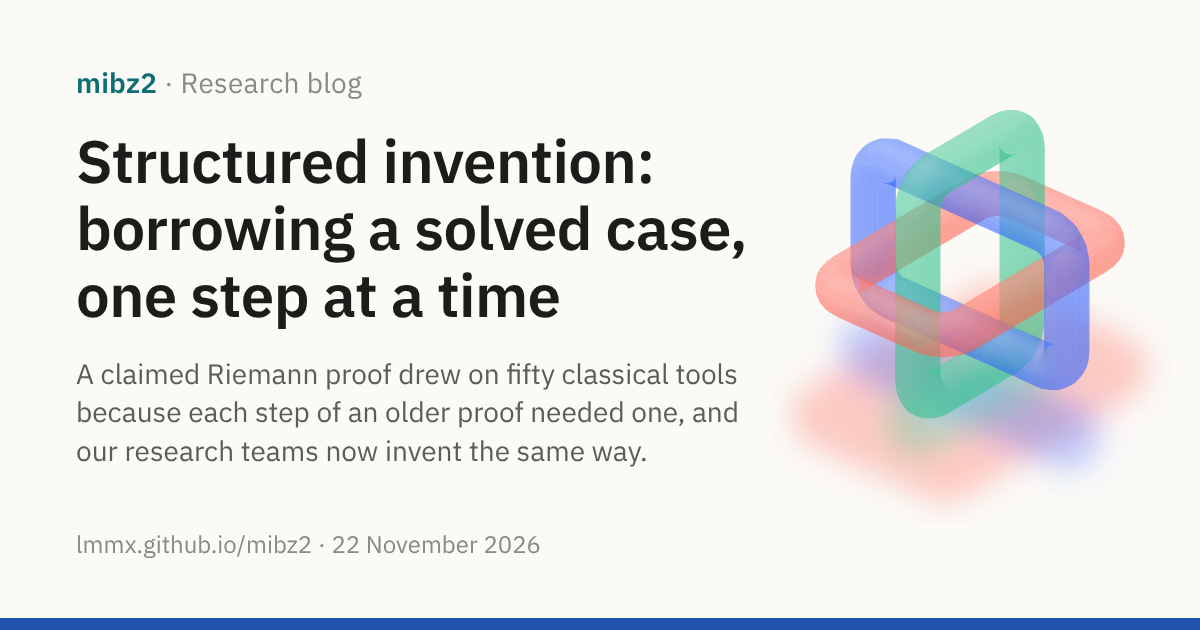 mibz2 · Research blog
Structured invention:
borrowing a solved case,
one step at a time
A claimed Riemann proof drew on fifty classical tools
because each step of an older proof needed one, and
our research teams now invent the same way.
lmmx.github.io/mibz2 · 22 November 2026